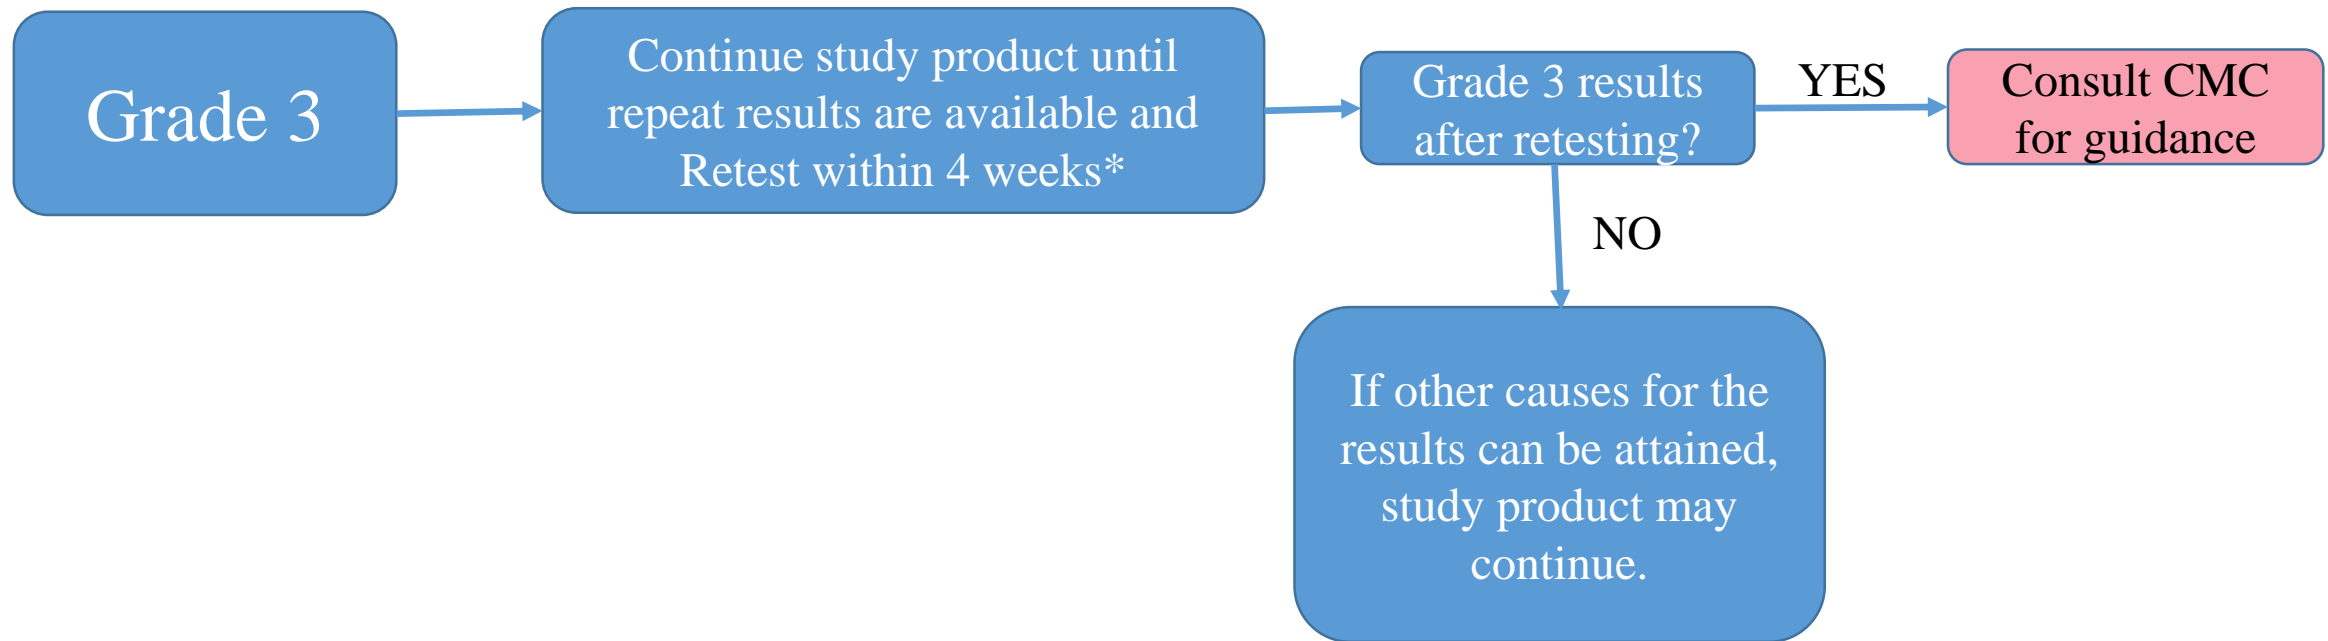 Grade 3
Continue study product until
repeat results are available and
Retest within 4 weeks*
Grade 3 results
after retesting?
YES
Consult CMC
for guidance
NO
If other causes for the
results can be attained,
study product may
continue.